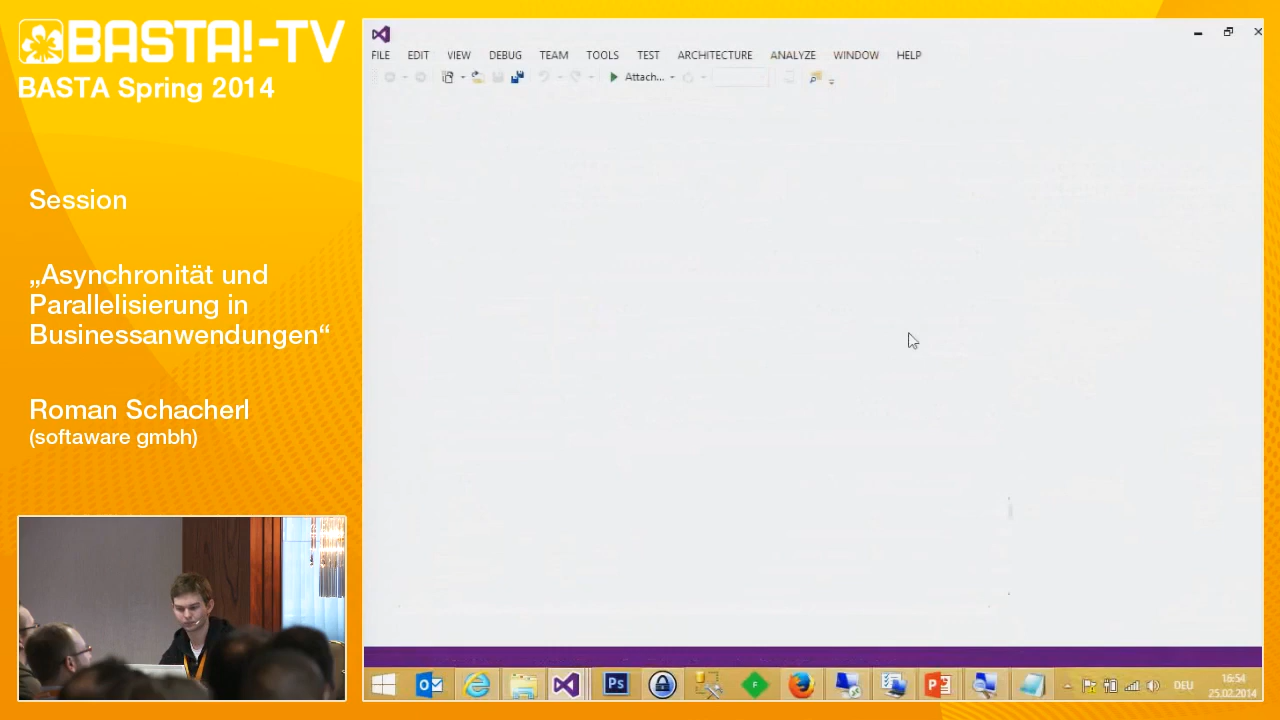 BASTA!-TV
BASTA Spring 2014
Session
„Asynchronität und
Parallelisierung in
Businessanwendungen“
Roman Schacherl
(softaware gmbh)
FILE EDIT VIEW DEBUG TEAM TOOLS TEST ARCHITECTURE ANALYZE WINDOW HELP
Attach...
Ps
F
DEU
16:54
25.02.2014